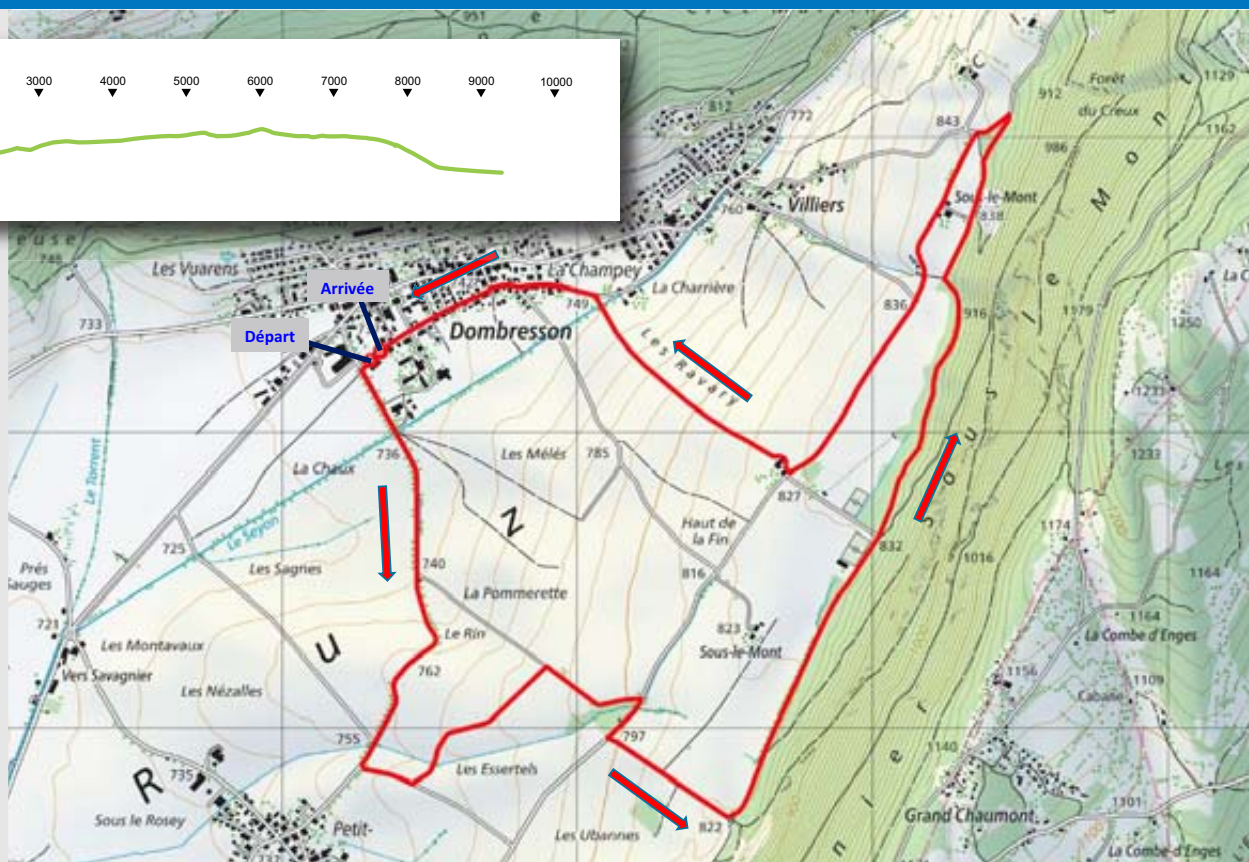 951
3000 4000 5000 6000 7000 8000 9000 10000
1129
912
Forêt
du Creux
812
772
843
1162
986
Villiers
760
Sous-le-Mont
838
Les Vuarens
La Champey
La Charrière
Arrivée
749
836
916
1179
1250
733
Départ
Dombresson
Les Ravary
1233
736
Les Mélés
785
La Chaux
1233
Le Torrent
827
Le Seyon
Haut de
la Fin
1174
725
832
Prés
Sauges
Les Sagnes
740
816
1016
1164
La Pommerette
721
823
1164
Les Montavaux
Le Rin
Sous-le-Mont
La Combe d'Enges
Vers Savagnier
762
1156
Les Nézalles
Cabane
1109
755
797
1140
735
Les Essertels
1101
Sous le Rosey
Petit-
822
Grand Chaumont
Les Ubannes
La Combe-d'Enges